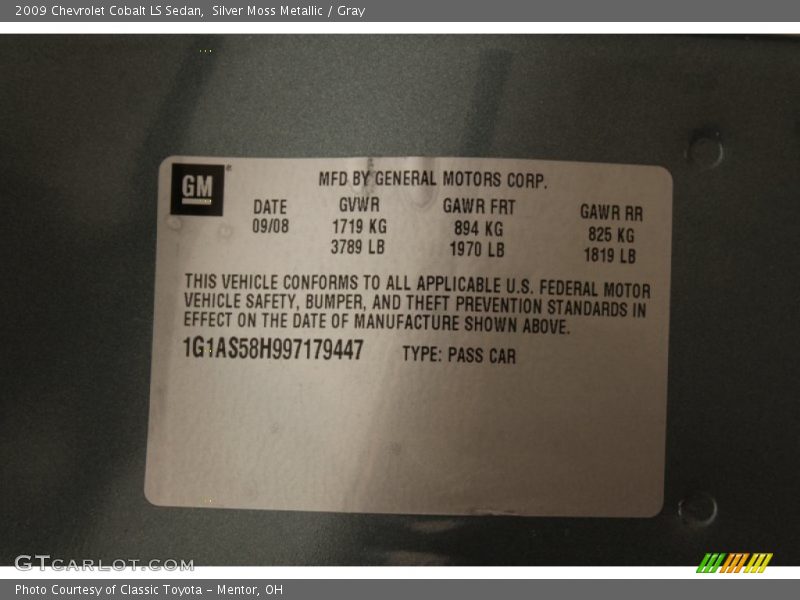 2009 Chevrolet Cobalt LS Sedan, Silver Moss Metallic / Gray
GM
MFD BY GENERAL MOTORS CORP.
DATE GVWR GAWR FRT GAWR RR
09/08 1719 KG 894 KG 825 KG
3789 LB 1970 LB 1819 LB
THIS VEHICLE CONFORMS TO ALL APPLICABLE U.S. FEDERAL MOTOR
VEHICLE SAFETY, BUMPER, AND THEFT PREVENTION STANDARDS IN
EFFECT ON THE DATE OF MANUFACTURE SHOWN ABOVE.
1G1AS58H997179447 TYPE: PASS CAR
GTCARLOT.COM
Photo Courtesy of Classic Toyota - Mentor, OH